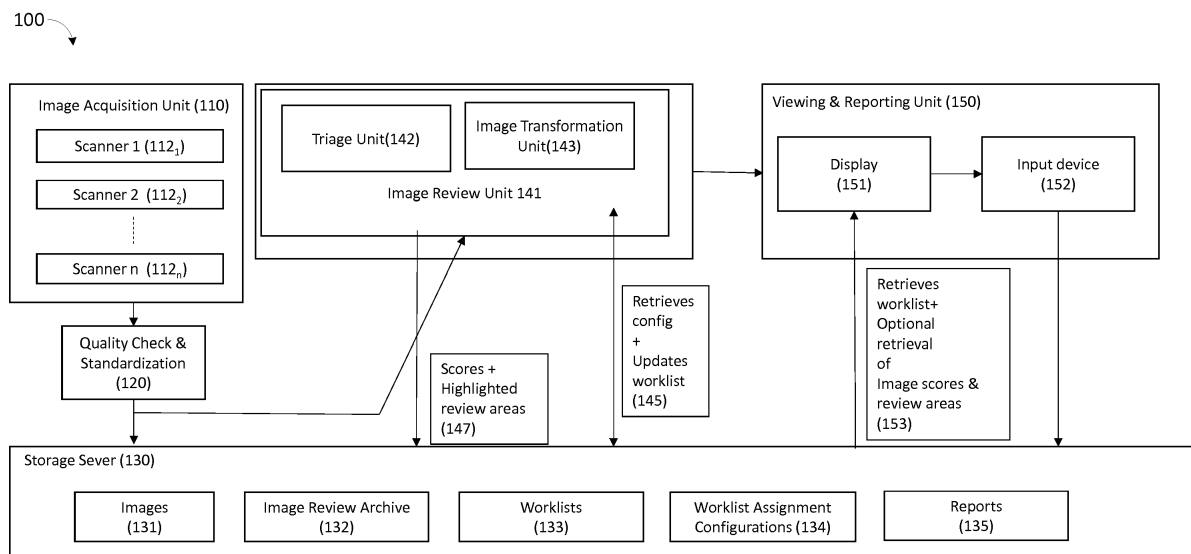 100
Image Acquisition Unit (110)
Scanner 1 (112₁)
Scanner 2 (112₂)
Scanner n (112ₙ)
Quality Check &
Standardization
(120)
Triage Unit(142)
Image Transformation
Unit(143)
Image Review Unit 141
Viewing & Reporting Unit (150)
Display
(151)
Input device
(152)
Scores +
Highlighted
review areas
(147)
Retrieves
config
+
Updates
worklist
(145)
Retrieves
worklist+
Optional
retrieval
of
Image scores &
review areas
(153)
Storage Sever (130)
Images
(131)
Image Review Archive
(132)
Worklists
(133)
Worklist Assignment
Configurations (134)
Reports
(135)